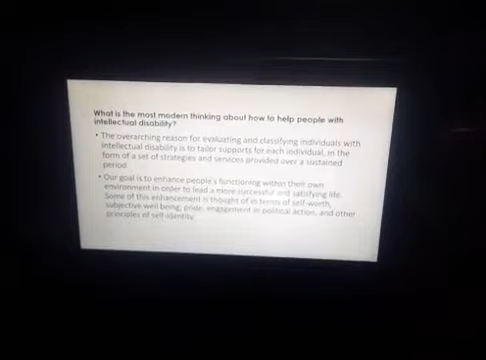 What is the most modern thinking about how to help people with
intellectual disability?
• The overarching reason for evaluating and classifying individuals with
intellectual disability is to tailor supports for each individual, in the
form of a set of strategies and services provided over a sustained
period.
• Our goal is to enhance people's functioning within their own
environment in order to lead a more successful and satisfying life.
Some of this enhancement is thought of in terms of self-worth,
subjective well being, pride, engagement in political action, and other
principles of self-identity.